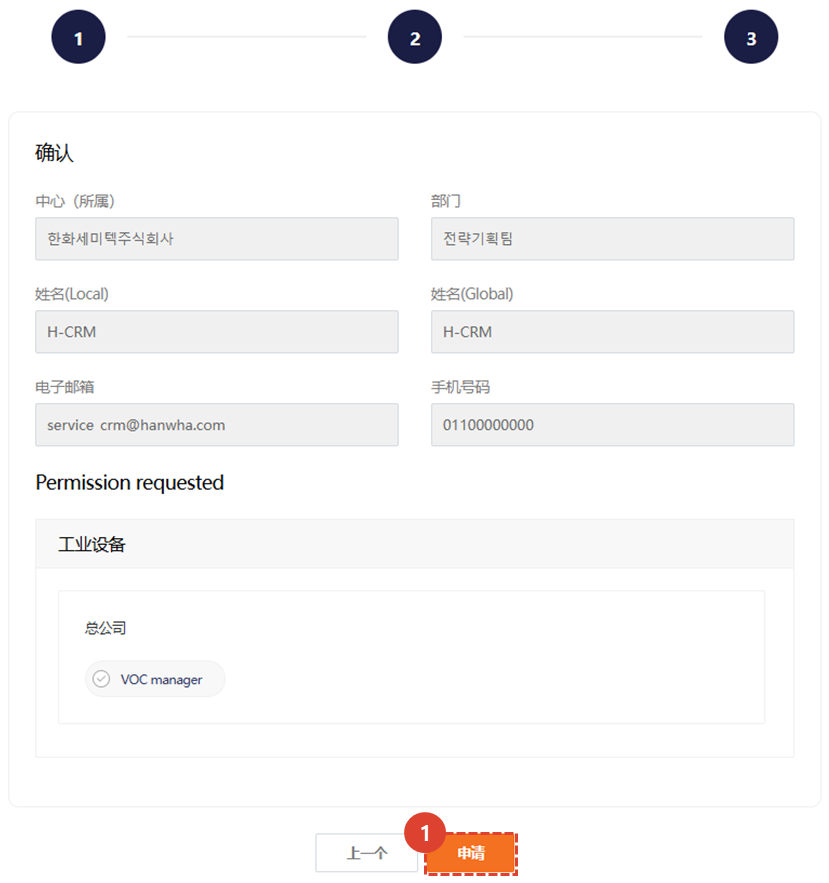 1 2 3
确认
中心（所属） 部门
한화세미텍주식회사 전략기획팀
姓名(Local) 姓名(Global)
H-CRM H-CRM
电子邮箱 手机号码
service crm@hanwha.com 01100000000
Permission requested
工业设备
总公司
VOC manager
1
上一个 申请